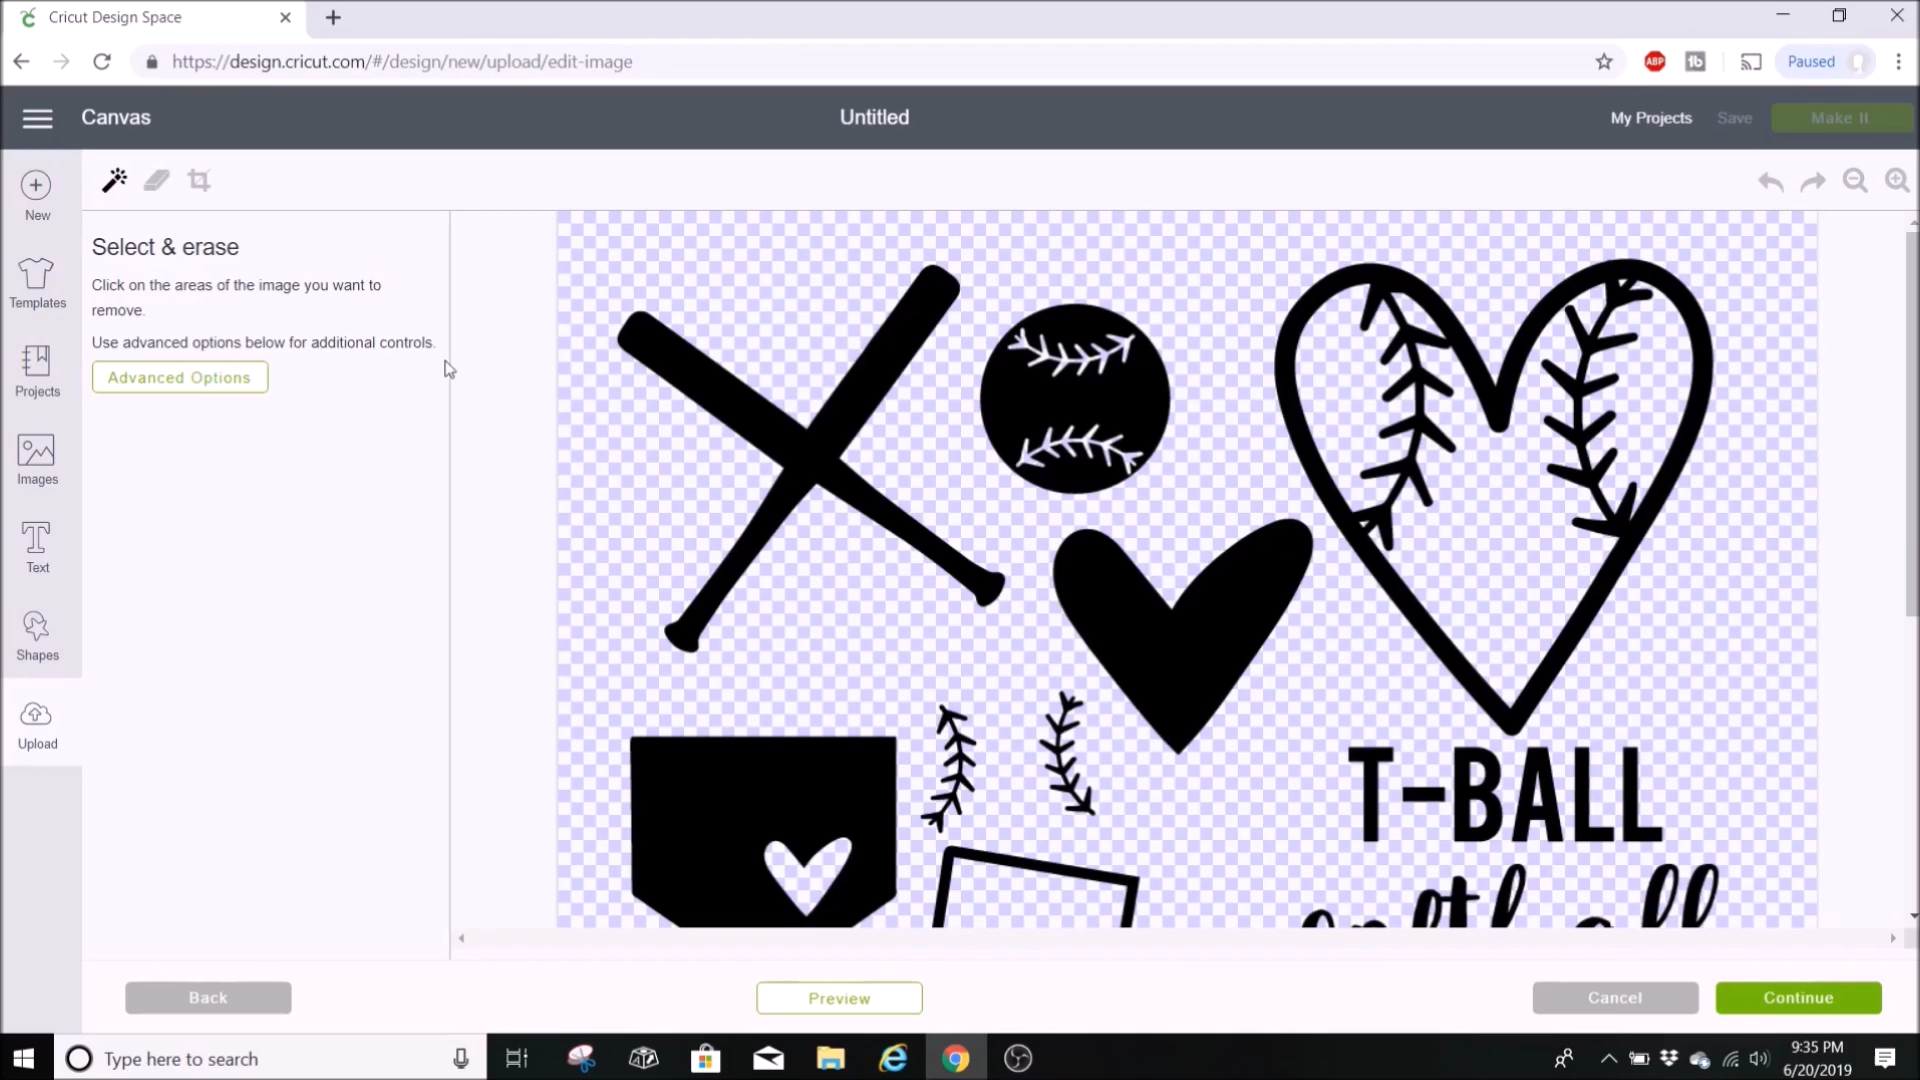 Cricut Design Space
https://design.cricut.com/#/design/new/upload/edit-image
ABP
Paused
Canvas
Untitled
My Projects
Save
Make It
New
Templates
Projects
Images
Text
Shapes
Upload
Select & erase
Click on the areas of the image you want to
remove.
Use advanced options below for additional controls.
Advanced Options
T-BALL
Back
Preview
Cancel
Continue
Type here to search
9:35 PM
6/20/2019